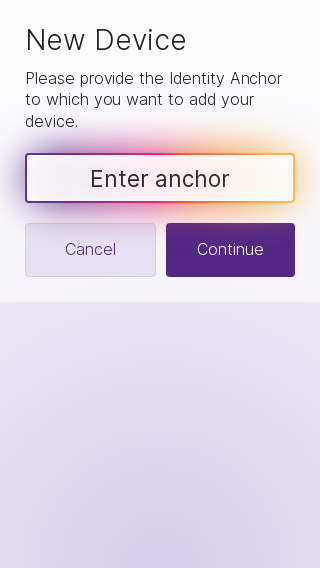 New Device
Please provide the Identity Anchor
to which you want to add your
device.
Enter anchor
Cancel
Continue